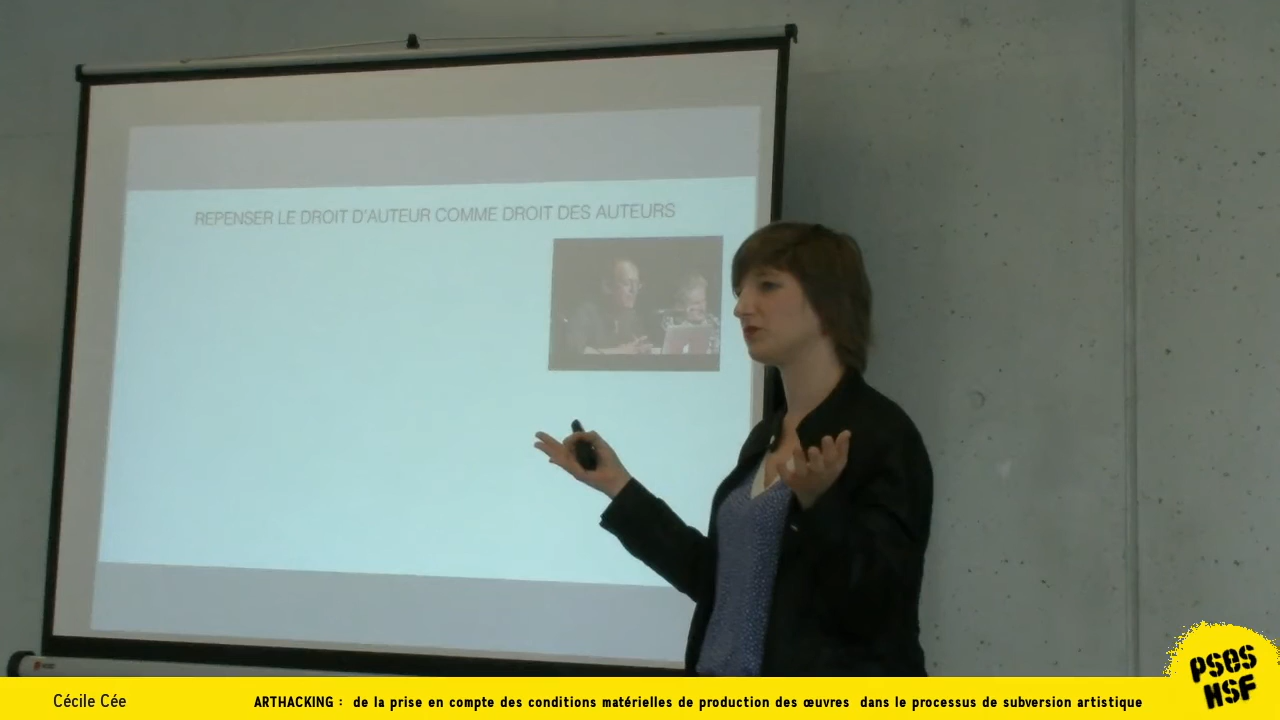 REPENSER LE DROIT D'AUTEUR COMME DROIT DES AUTEURS
Cécile Cée
ARTHACKING : de la prise en compte des conditions matérielles de production des œuvres dans le processus de subversion artistique
PSES
HSF